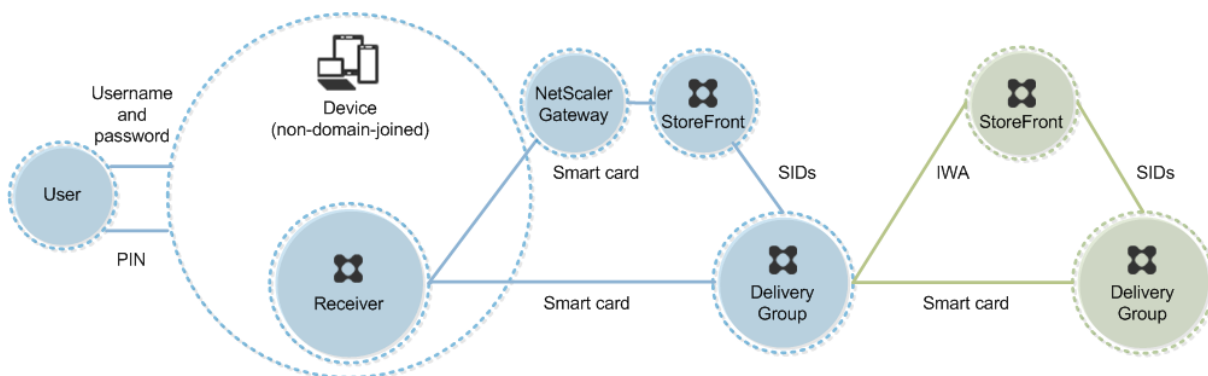 Username
and
password
User
PIN
Device
(non-domain-joined)
Receiver
NetScaler
Gateway
StoreFront
Smart card
SIDs
Smart card
Delivery
Group
StoreFront
IWA
SIDs
Smart card
Delivery
Group